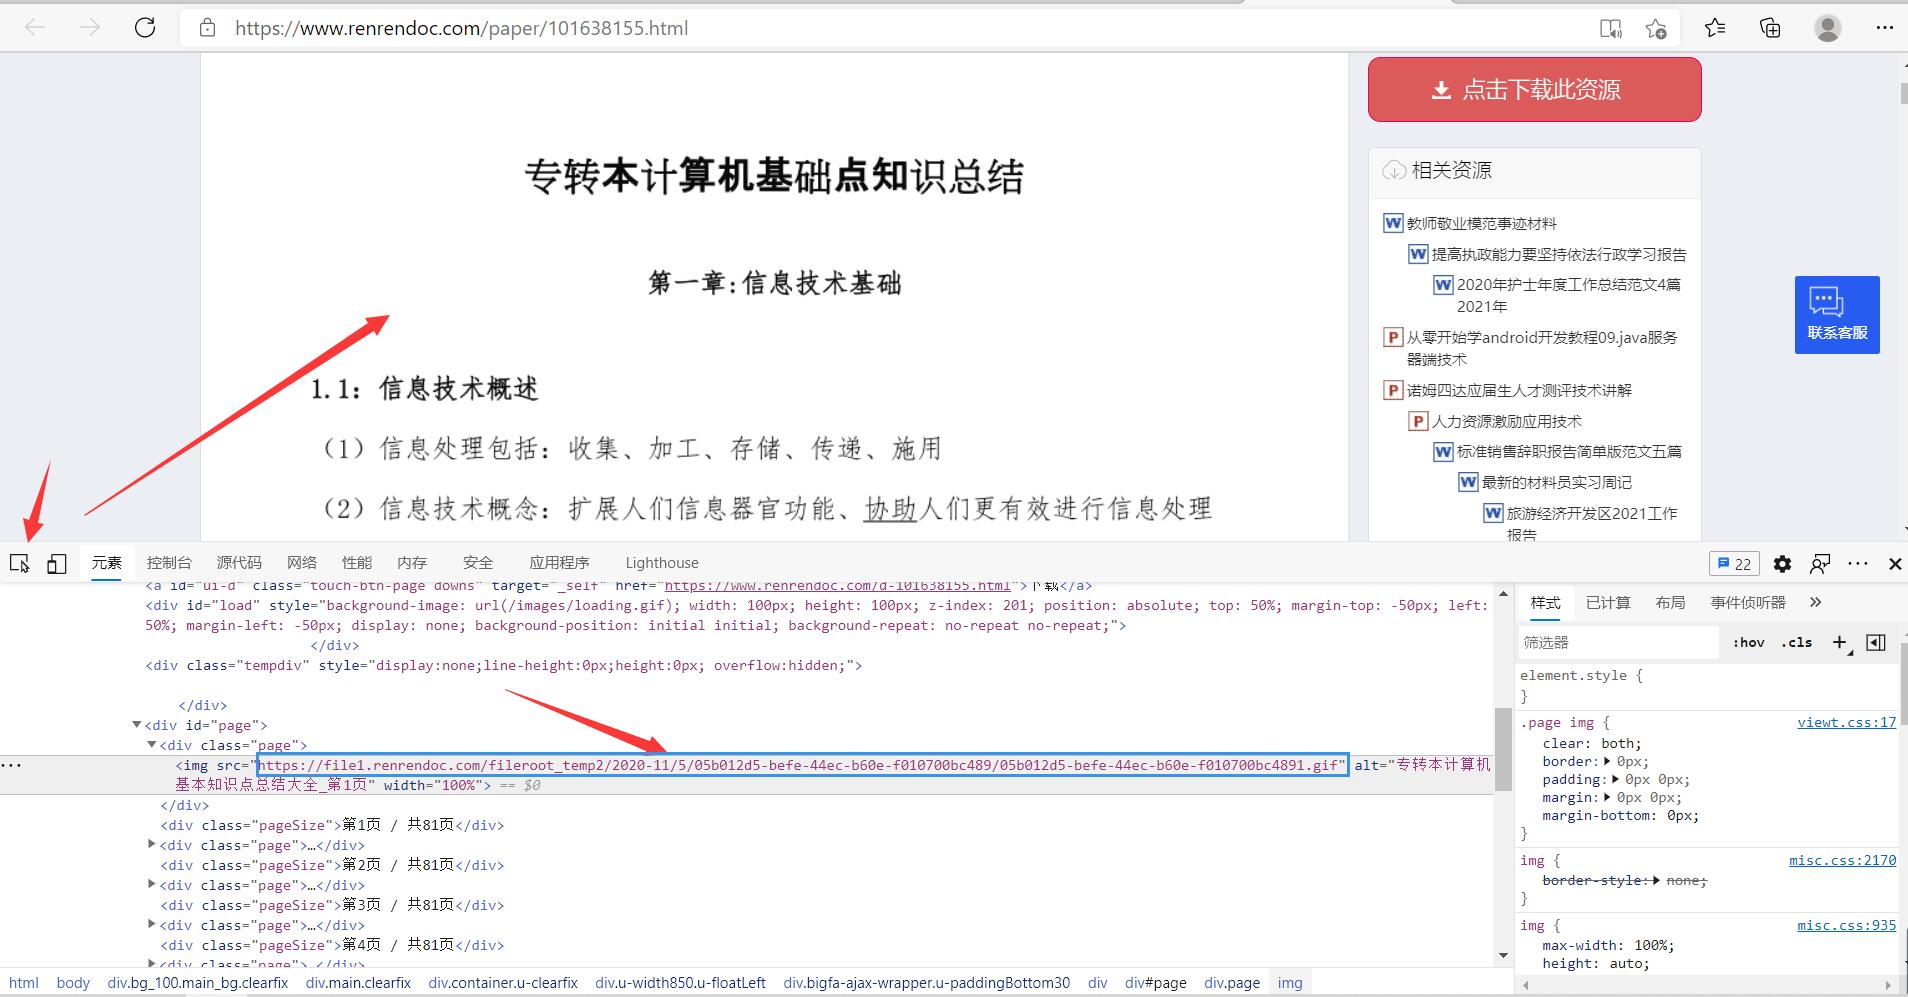 https://www.renrendoc.com/paper/101638155.html
点击下载此资源
专转本计算机基础点知识总结
第一章:信息技术基础
1.1: 信息技术概述
（1）信息处理包括: 收集、加工、存储、传递、施用
（2）信息技术概念: 扩展人们信息器官功能、协助人们更有效进行信息处理
相关资源
教师敬业模范事迹材料
提高执政能力要坚持依法行政学习报告
2020年护士年度工作总结范文4篇
2021年
从零开始学android开发教程09.java服务
器端技术
诺姆四达应届生人才测评技术讲解
人力资源激励应用技术
标准销售辞职报告简单版范文五篇
最新的材料员实习周记
旅游经济开发区2021工作
报告
联系客服
元素 控制台 源代码 网络 性能 内存 安全 应用程序 Lighthouse 22
<a id="ui-d" class="touch-btn-page downs" target="_self" href="https://www.renrendoc.com/d-101638155.html">下载</a>
<div id="load" style="background-image: url(/images/loading.gif); width: 100px; height: 100px; z-index: 201; position: absolute; top: 50%; margin-top: -50px; left:
50%; margin-left: -50px; display: none; background-position: initial initial; background-repeat: no-repeat no-repeat;">
</div>
<div class="tempdiv" style="display:none;line-height:0px;height:0px; overflow:hidden;">
</div>
<div id="page">
<div class="page">
<img src="https://file1.renrendoc.com/fileroot_temp2/2020-11/5/05b012d5-befe-44ec-b60e-f010700bc489/05b012d5-befe-44ec-b60e-f010700bc4891.gif" alt="专转本计算机
基本知识点总结大全_第1页" width="100%"> == $0
</div>
<div class="pageSize">第1页 / 共81页</div>
<div class="page">…</div>
<div class="pageSize">第2页 / 共81页</div>
<div class="page">…</div>
<div class="pageSize">第3页 / 共81页</div>
<div class="page">…</div>
<div class="pageSize">第4页 / 共81页</div>
<div class="page">…</div>
html body div.bg_100.main_bg.clearfix div.main.clearfix div.container.u-clearfix div.u-width850.u-floatLeft div.bigfa-ajax-wrapper.u-paddingBottom30 div div#page div.page img
样式 已计算 布局 事件侦听器 »
筛选器 :hov .cls +
element.style {
}
.page img { viewt.css:17
clear: both;
border: 0px;
padding: 0px 0px;
margin: 0px 0px;
margin-bottom: 0px;
}
img { misc.css:2170
border-style: none;
}
img { misc.css:935
max-width: 100%;
height: auto;